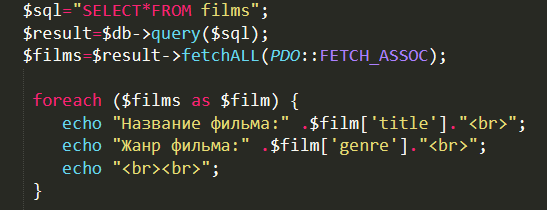 $sql="SELECT*FROM films";
$result=$db->query($sql);
$films=$result->fetchALL(PDO::FETCH_ASSOC);
foreach ($films as $film) {
echo "Название фильма:" .$film['title']."<br>";
echo "Жанр фильма:" .$film['genre']."<br>";
echo "<br><br>";
}